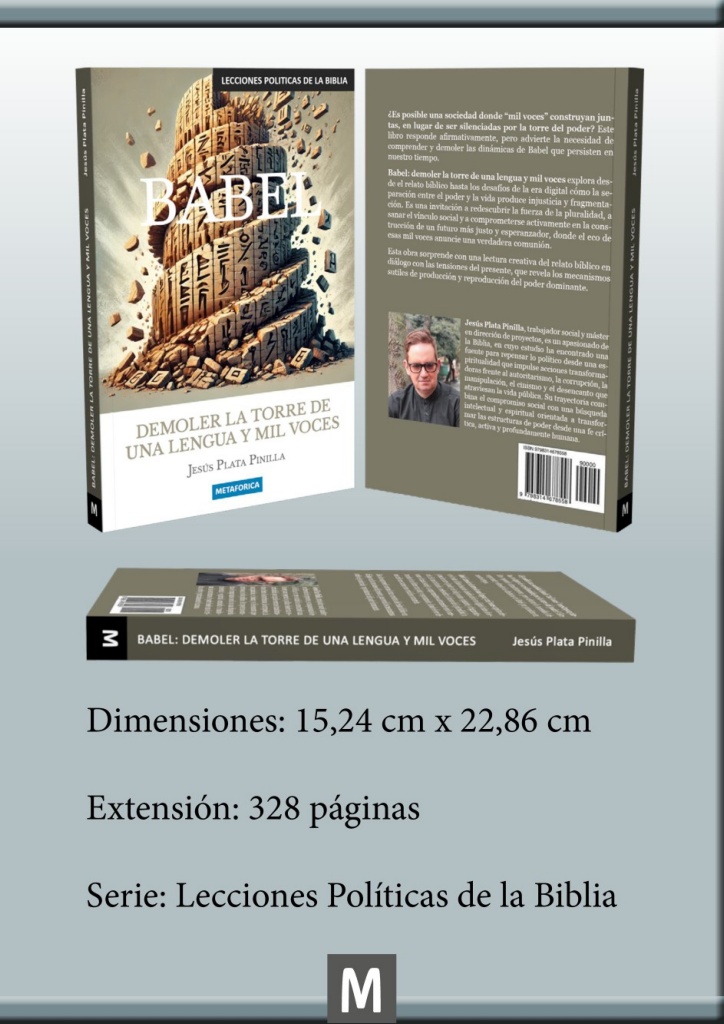 LECCIONES POLITICAS DE LA BIBLIA
BABEL
DEMOLER LA TORRE DE
UNA LENGUA Y MIL VOCES
Jesús Plata Pinilla
METAFORICA
Jesús Plata Pinilla
BABEL: DEMOLER LA TORRE DE UNA LENGUA Y MIL VOCES
M
¿Es posible una sociedad donde “mil voces” construyan jun-
tas, en lugar de ser silenciadas por la torre del poder? Este
libro responde afirmativamente, pero advierte la necesidad de
comprender y demoler las dinámicas de Babel que persisten en
nuestro tiempo.
Babel: demoler la torre de una lengua y mil voces explora des-
de el relato bíblico hasta los desafíos de la era digital cómo la se-
paración entre el poder y la vida produce injusticia y fragmenta-
ción. Es una invitación a redescubrir la fuerza de la pluralidad, a
sanar el vínculo social y a comprometerse activamente en la cons-
trucción de un futuro más justo y esperanzador, donde el eco de
esas mil voces anuncie una verdadera comunión.
Esta obra sorprende con una lectura creativa del relato bíblico en
diálogo con las tensiones del presente, que revela los mecanismos
sutiles de producción y reproducción del poder dominante.
Jesús Plata Pinilla, trabajador social y máster
en dirección de proyectos, es un apasionado de
la Biblia, en cuyo estudio ha encontrado una
fuente para repensar lo político desde una es-
piritualidad que impulse acciones transforma-
doras frente al autoritarismo, la corrupción, la
manipulación, el cinismo y el desencanto que
atraviesan la vida pública. Su trayectoria com-
bina el compromiso social con una búsqueda
intelectual y espiritual orientada a transfor-
mar las estructuras de poder desde una fe crí-
tica, activa y profundamente humana.
90000
Jesús Plata Pinilla
BABEL: DEMOLER LA TORRE DE UNA LENGUA Y MIL VOCES
M
M
BABEL: DEMOLER LA TORRE DE UNA LENGUA Y MIL VOCES
Jesús Plata Pinilla
Dimensiones: 15,24 cm x 22,86 cm
Extensión: 328 páginas
Serie: Lecciones Políticas de la Biblia
M